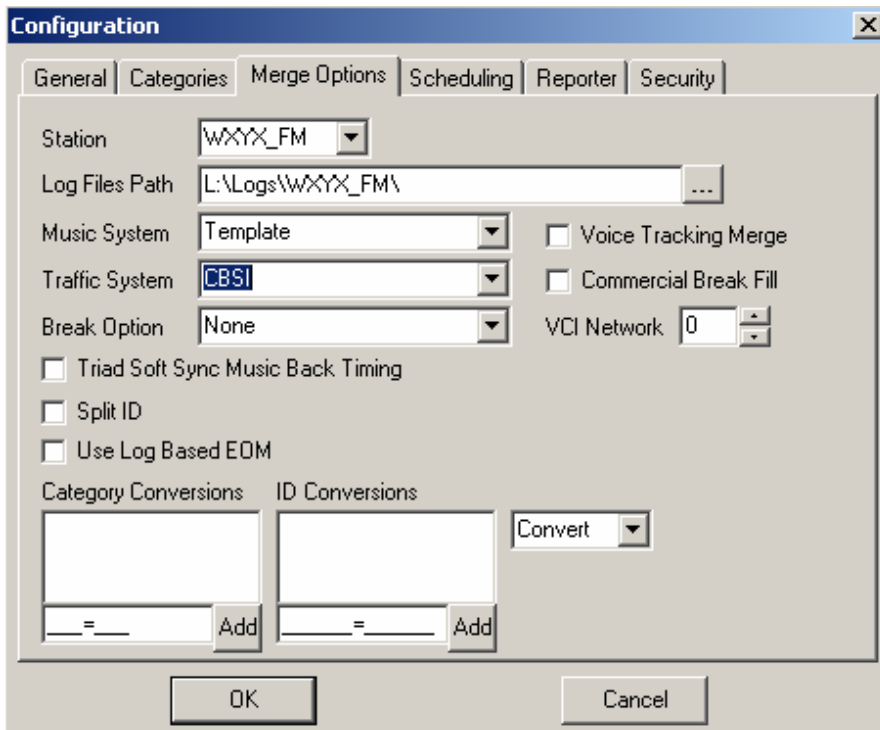 Configuration
General Categories Merge Options Scheduling Reporter Security
Station WXYX_FM
Log Files Path L:\Logs\WXYX_FM\ ...
Music System Template Voice Tracking Merge
Traffic System CBSI Commercial Break Fill
Break Option None VCI Network 0
Triad Soft Sync Music Back Timing
Split ID
Use Log Based EOM
Category Conversions ID Conversions
Convert
___=___ Add ______=______ Add
OK Cancel